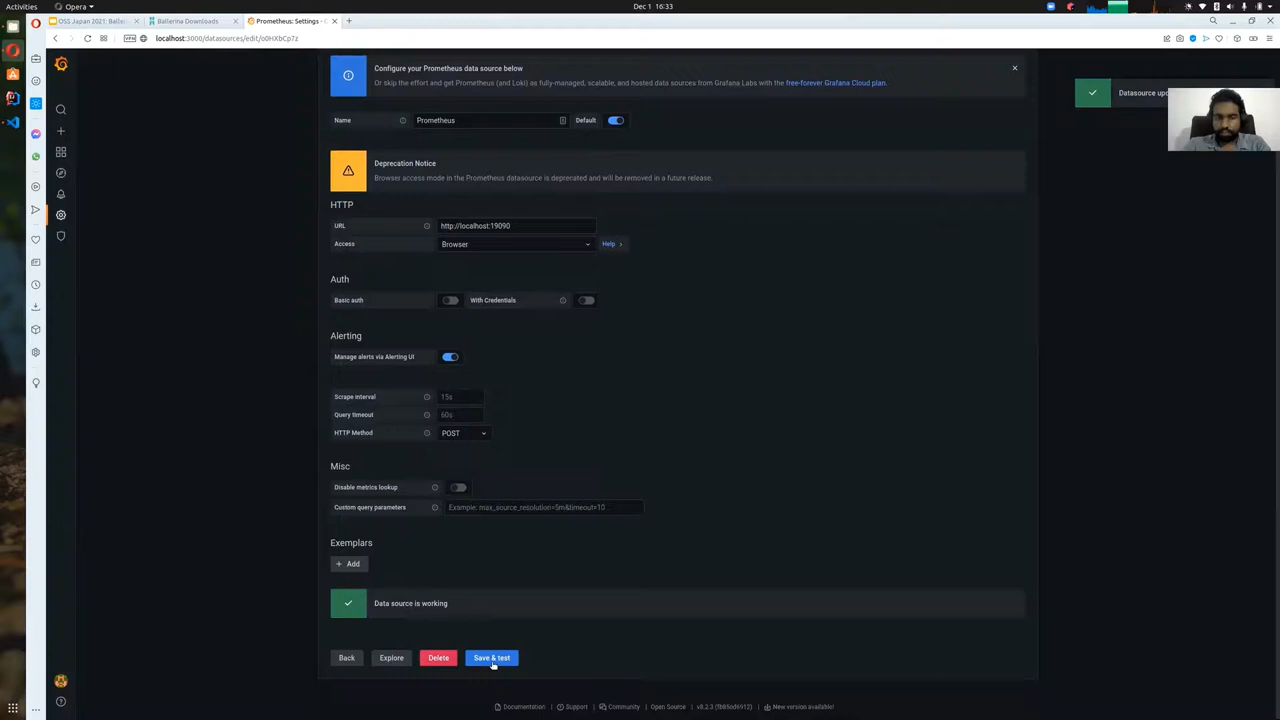 Activities
Opera
Dec 1 16:33
OSS Japan 2021: Baller
Ballerina Downloads
Prometheus: Settings -
VPN
localhost:3000/datasources/edit/o0HXbCp7z
Configure your Prometheus data source below
Or skip the effort and get Prometheus (and Loki) as fully-managed, scalable, and hosted data sources from Grafana Labs with the free-forever Grafana Cloud plan.
Datasource upd
Name
Prometheus
Default
Deprecation Notice
Browser access mode in the Prometheus datasource is deprecated and will be removed in a future release.
HTTP
URL
http://localhost:19090
Access
Browser
Help
Auth
Basic auth
With Credentials
Alerting
Manage alerts via Alerting UI
Scrape interval
15s
Query timeout
60s
HTTP Method
POST
Misc
Disable metrics lookup
Custom query parameters
Example: max_source_resolution=5m&timeout=10
Exemplars
+ Add
Data source is working
Back
Explore
Delete
Save & test
Documentation | Support | Community | Open Source | v8.2.3 (fb85ed6912) | New version available!